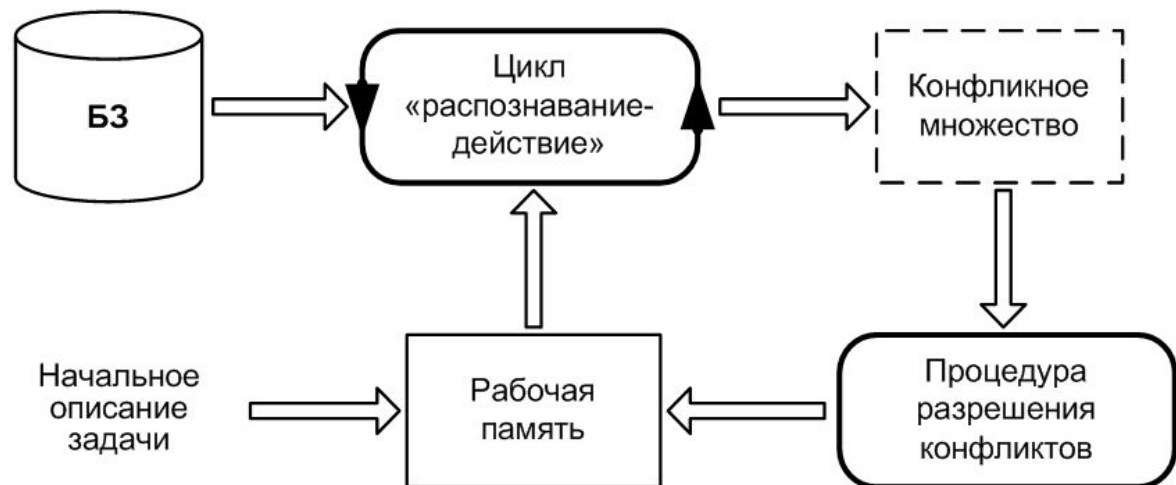 БЗ
Цикл
«распознавание-
действие»
Конфликное
множество
Начальное
описание
задачи
Рабочая
память
Процедура
разрешения
конфликтов